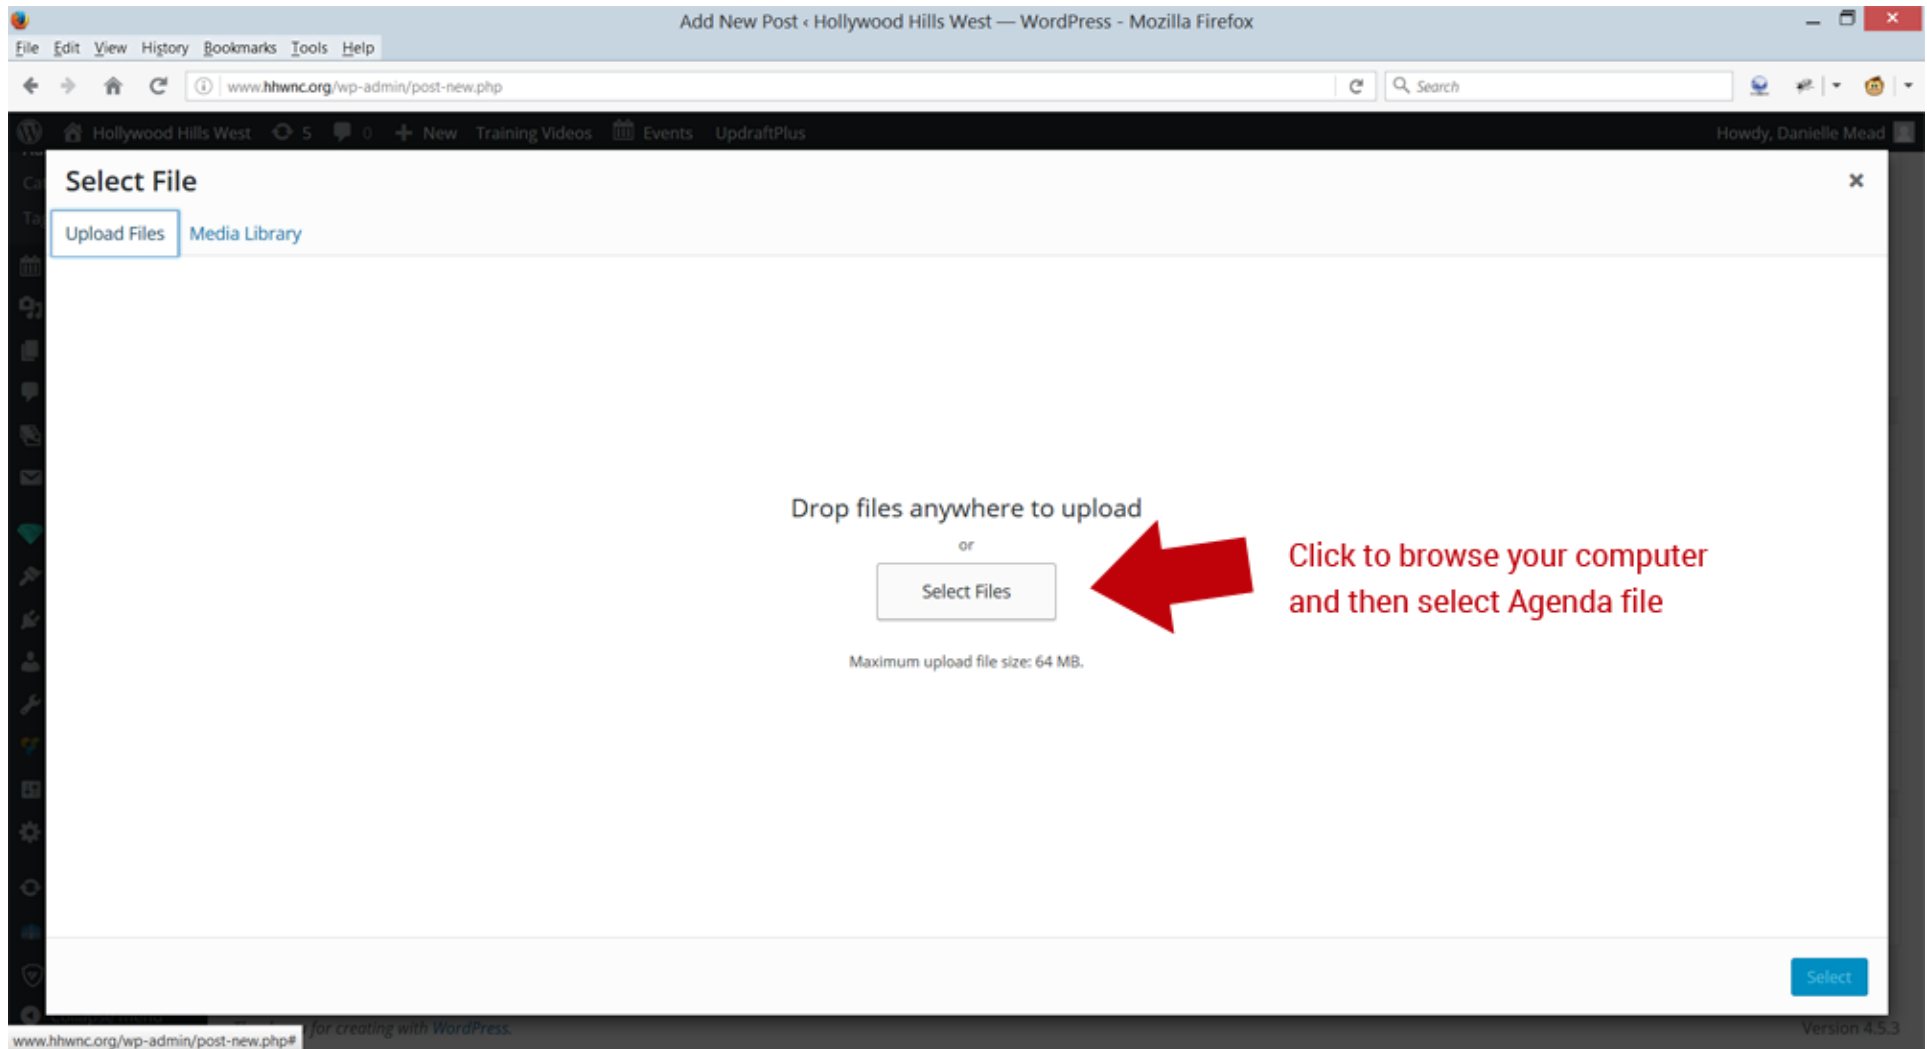 Add New Post ‹ Hollywood Hills West — WordPress - Mozilla Firefox
File Edit View History Bookmarks Tools Help
www.hhwnc.org/wp-admin/post-new.php
Search
Hollywood Hills West 5 0 New Training Videos Events UpdraftPlus
Howdy, Danielle Mead
Select File
Upload Files Media Library
Drop files anywhere to upload
or
Select Files
Click to browse your computer
and then select Agenda file
Maximum upload file size: 64 MB.
Select
for creating with WordPress.
Version 4.5.3
www.hhwnc.org/wp-admin/post-new.php#